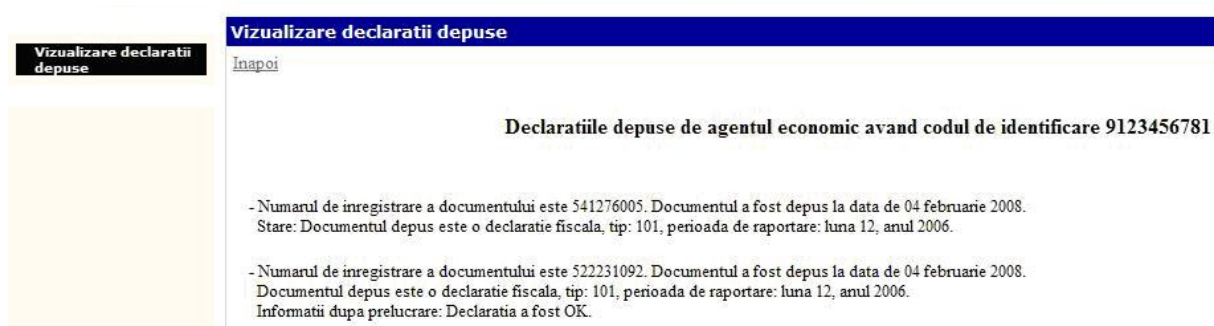 Vizualizare declaratii depuse
Vizualizare declaratii
depuse
Inapoi
Declaratiile depuse de agentul economic avand codul de identificare 9123456781
- Numarul de inregistrare a documentului este 541276005. Documentul a fost depus la data de 04 februarie 2008.
Stare: Documentul depus este o declaratie fiscala, tip: 101, perioada de raportare: luna 12, anul 2006.
- Numarul de inregistrare a documentului este 522231092. Documentul a fost depus la data de 04 februarie 2008.
Documentul depus este o declaratie fiscala, tip: 101, perioada de raportare: luna 12, anul 2006.
Informatii dupa prelucrare: Declaratia a fost OK.